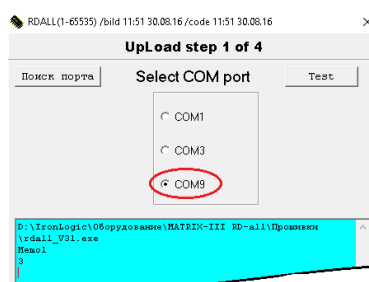 RDALL(1-65535) /bild 11:51 30.08.16 /code 11:51 30.08.16
UpLoad step 1 of 4
Поиск порта
Select COM port
Test
COM1
COM3
COM9
D:\IronLogic\Оборудование\MATRIX-III RD-all\Прошивки
\rdall_V31.exe
Memo1
3